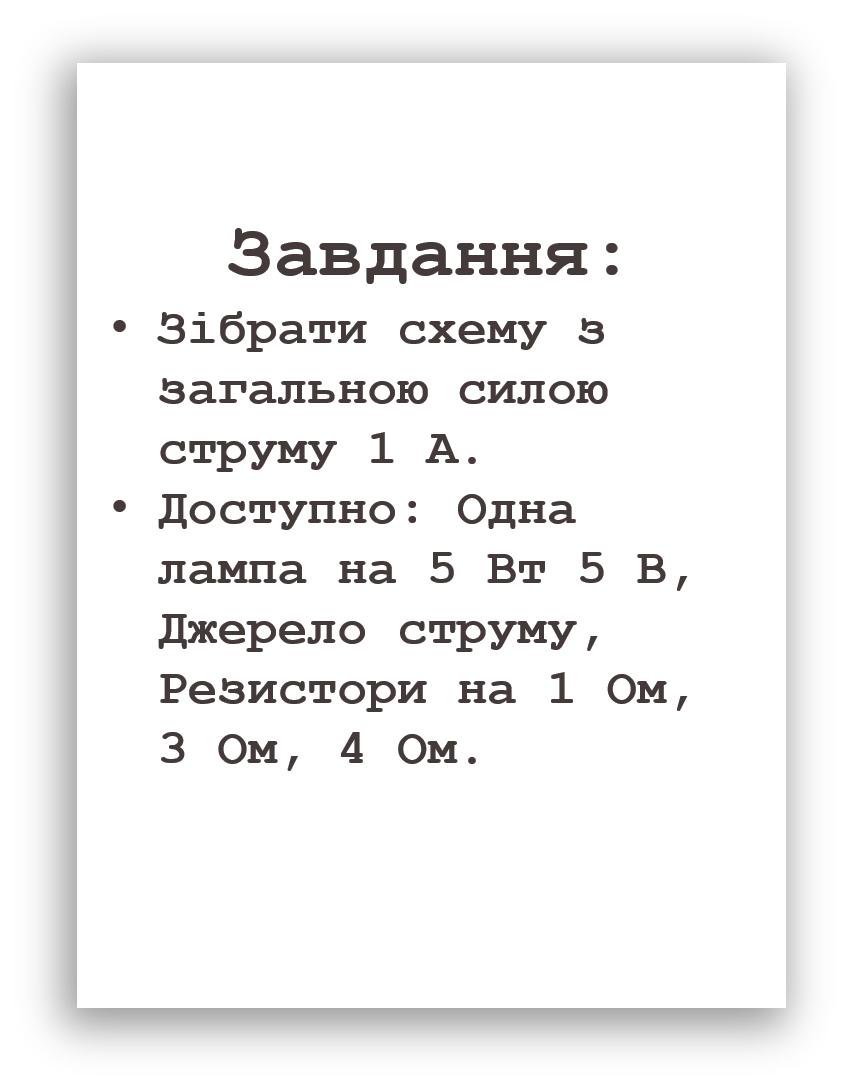 Завдання:
• Зібрати схему з
загальною силою
струму 1 А.
• Доступно: Одна
лампа на 5 Вт 5 В,
Джерело струму,
Резистори на 1 Ом,
3 Ом, 4 Ом.